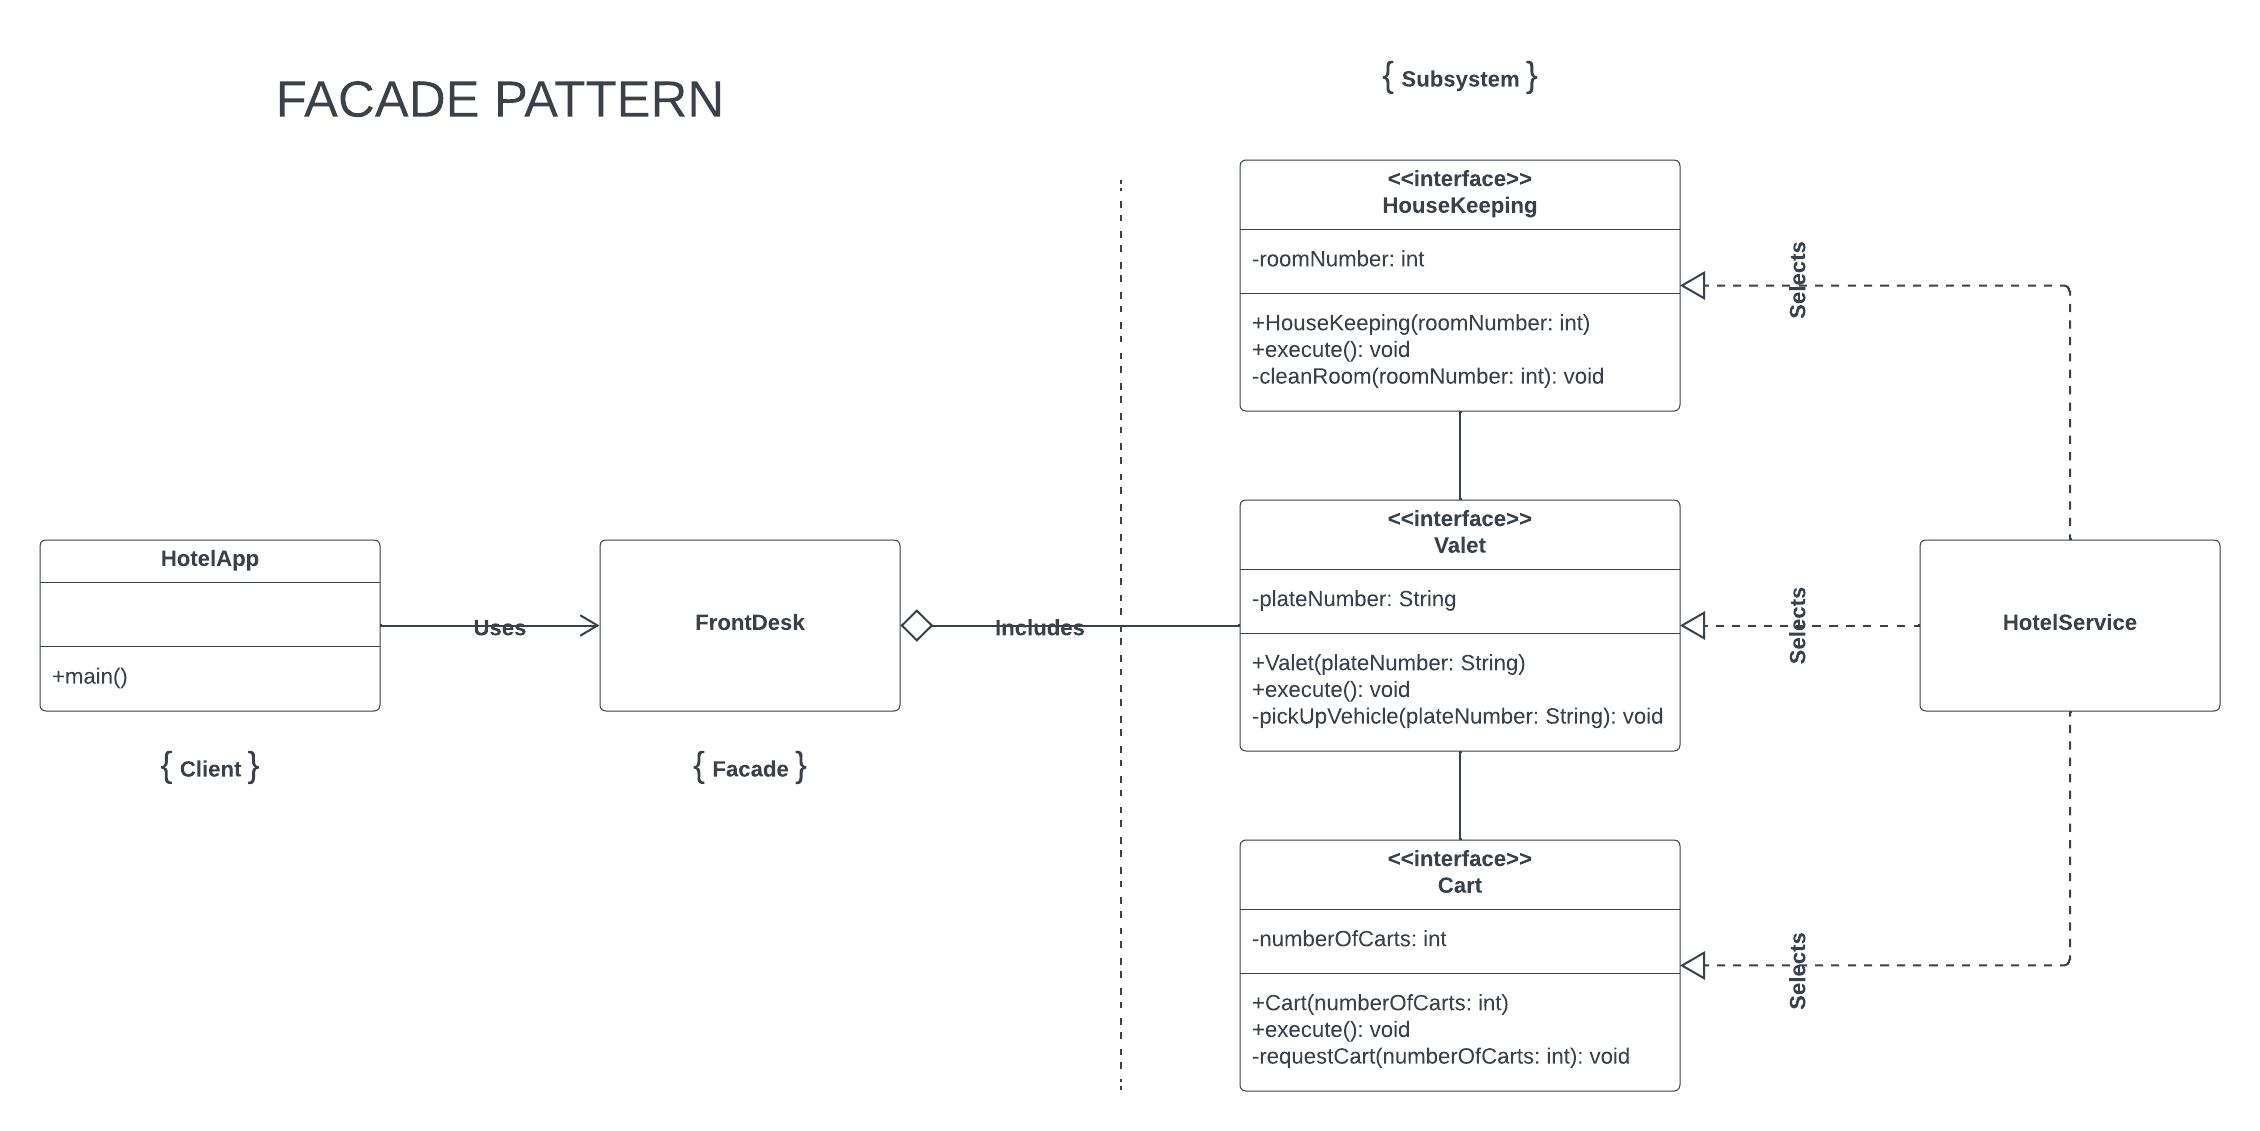 FACADE PATTERN
{ Subsystem }
<<interface>>
HouseKeeping
-roomNumber: int
+HouseKeeping(roomNumber: int)
+execute(): void
-cleanRoom(roomNumber: int): void
Selects
HotelApp
+main()
Uses
FrontDesk
Includes
<<interface>>
Valet
-plateNumber: String
+Valet(plateNumber: String)
+execute(): void
-pickUpVehicle(plateNumber: String): void
Selects
HotelService
{ Client }
{ Facade }
<<interface>>
Cart
-numberOfCarts: int
+Cart(numberOfCarts: int)
+execute(): void
-requestCart(numberOfCarts: int): void
Selects